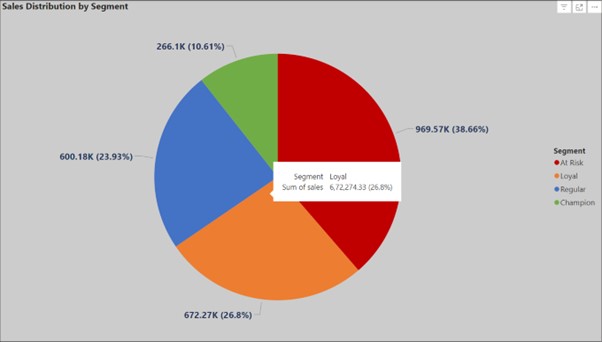 Sales Distribution by Segment
266.1K (10.61%)
969.57K (38.66%)
600.18K (23.93%)
Segment Loyal
Sum of sales 6,72,274.33 (26.8%)
672.27K (26.8%)
Segment
At Risk
Loyal
Regular
Champion